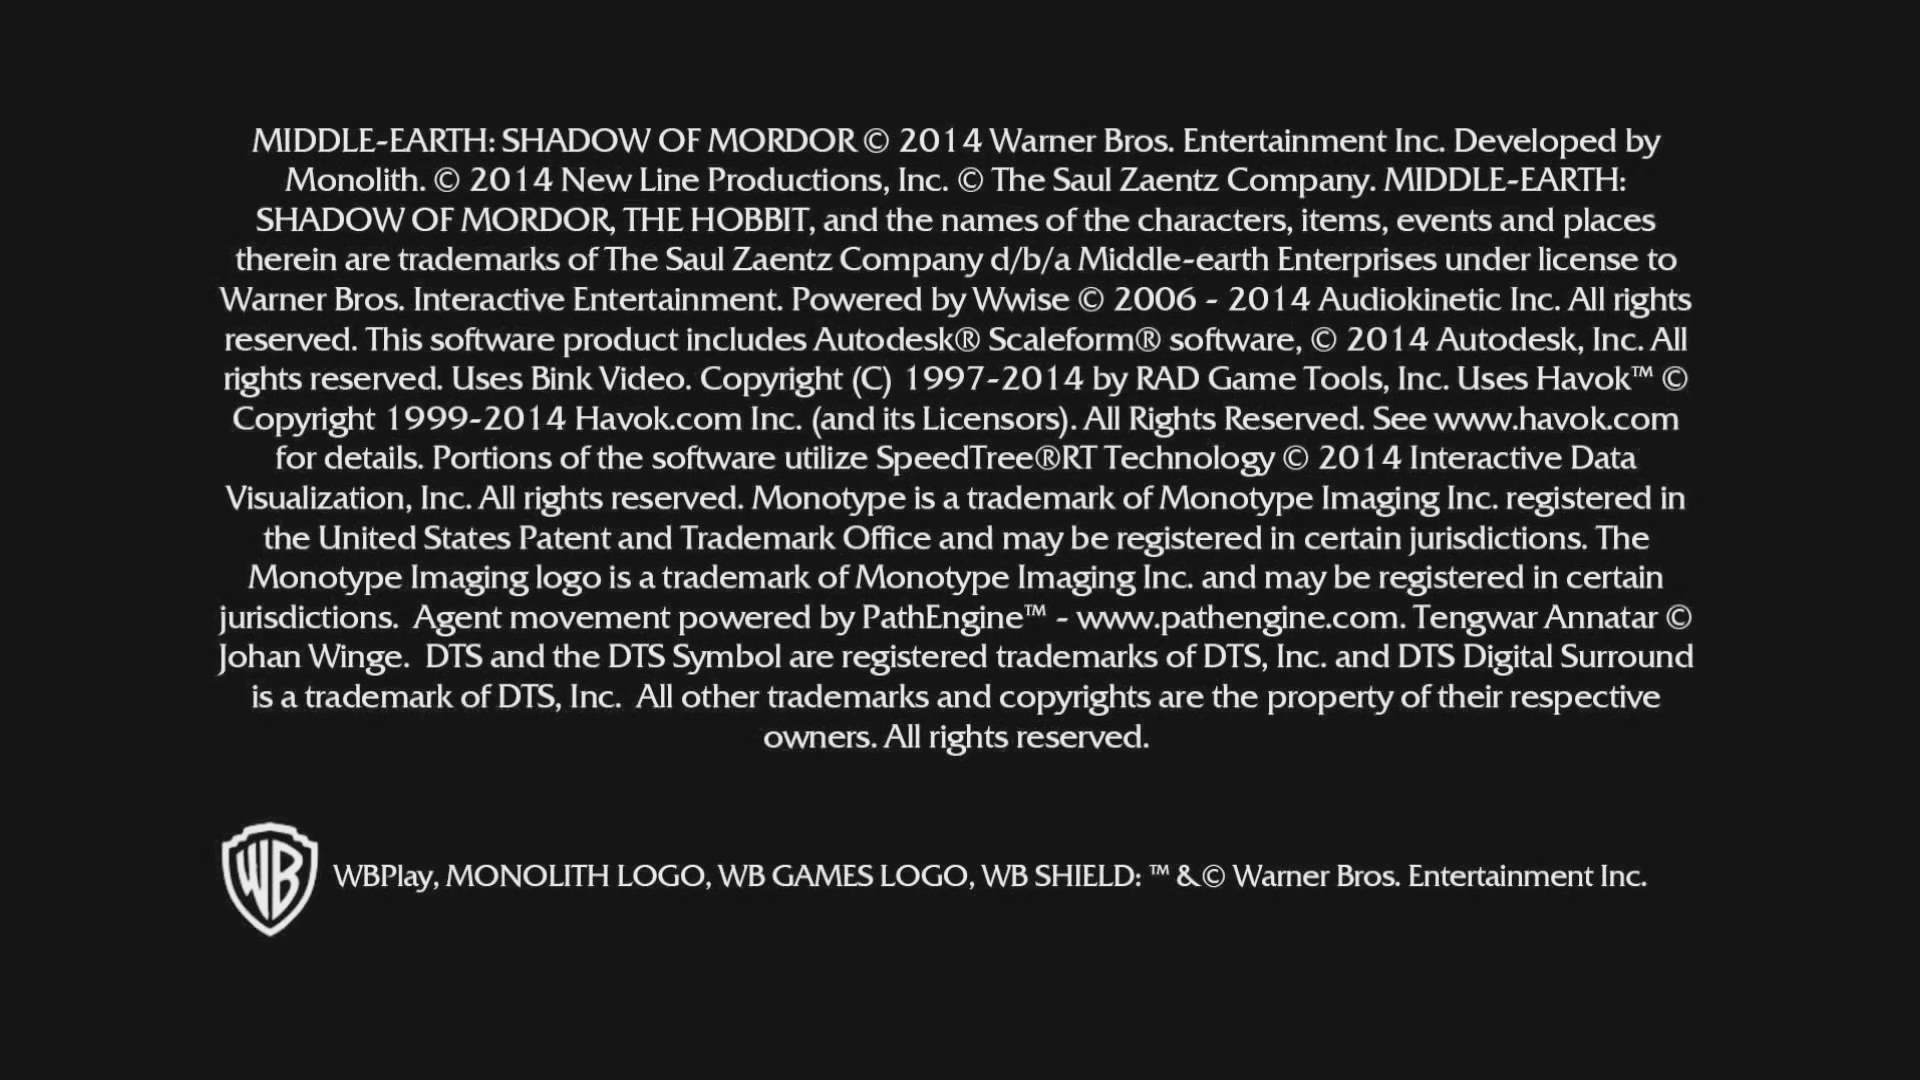 MIDDLE-EARTH: SHADOW OF MORDOR © 2014 Warner Bros. Entertainment Inc. Developed by
Monolith. © 2014 New Line Productions, Inc. © The Saul Zaentz Company. MIDDLE-EARTH:
SHADOW OF MORDOR, THE HOBBIT, and the names of the characters, items, events and places
therein are trademarks of The Saul Zaentz Company d/b/a Middle-earth Enterprises under license to
Warner Bros. Interactive Entertainment. Powered by Wwise © 2006 - 2014 Audiokinetic Inc. All rights
reserved. This software product includes Autodesk® Scaleform® software, © 2014 Autodesk, Inc. All
rights reserved. Uses Bink Video. Copyright (C) 1997-2014 by RAD Game Tools, Inc. Uses Havok™ ©
Copyright 1999-2014 Havok.com Inc. (and its Licensors). All Rights Reserved. See www.havok.com
for details. Portions of the software utilize SpeedTree®RT Technology © 2014 Interactive Data
Visualization, Inc. All rights reserved. Monotype is a trademark of Monotype Imaging Inc. registered in
the United States Patent and Trademark Office and may be registered in certain jurisdictions. The
Monotype Imaging logo is a trademark of Monotype Imaging Inc. and may be registered in certain
jurisdictions.  Agent movement powered by PathEngine™ - www.pathengine.com. Tengwar Annatar ©
Johan Winge.  DTS and the DTS Symbol are registered trademarks of DTS, Inc. and DTS Digital Surround
is a trademark of DTS, Inc.  All other trademarks and copyrights are the property of their respective
owners. All rights reserved.
WB WBPlay, MONOLITH LOGO, WB GAMES LOGO, WB SHIELD: ™ & © Warner Bros. Entertainment Inc.